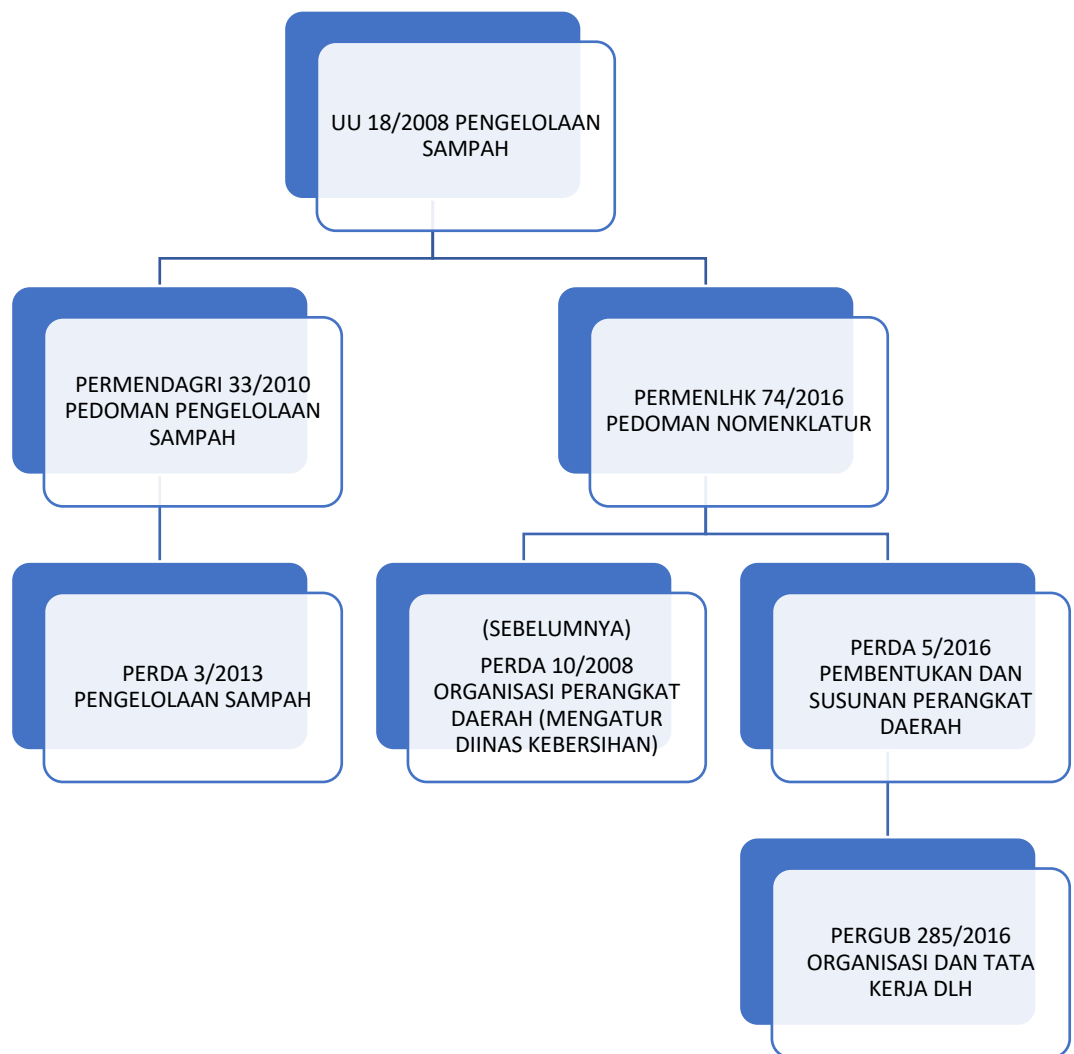 UU 18/2008 PENGELOLAAN
SAMPAH
PERMENDAGRI 33/2010
PEDOMAN PENGELOLAAN
SAMPAH
PERMENLHK 74/2016
PEDOMAN NOMENKLATUR
PERDA 3/2013
PENGELOLAAN SAMPAH
(SEBELUMNYA)
PERDA 10/2008
ORGANISASI PERANGKAT
DAERAH (MENGATUR
DIINAS KEBERSIHAN)
PERDA 5/2016
PEMBENTUKAN DAN
SUSUNAN PERANGKAT
DAERAH
PERGUB 285/2016
ORGANISASI DAN TATA
KERJA DLH